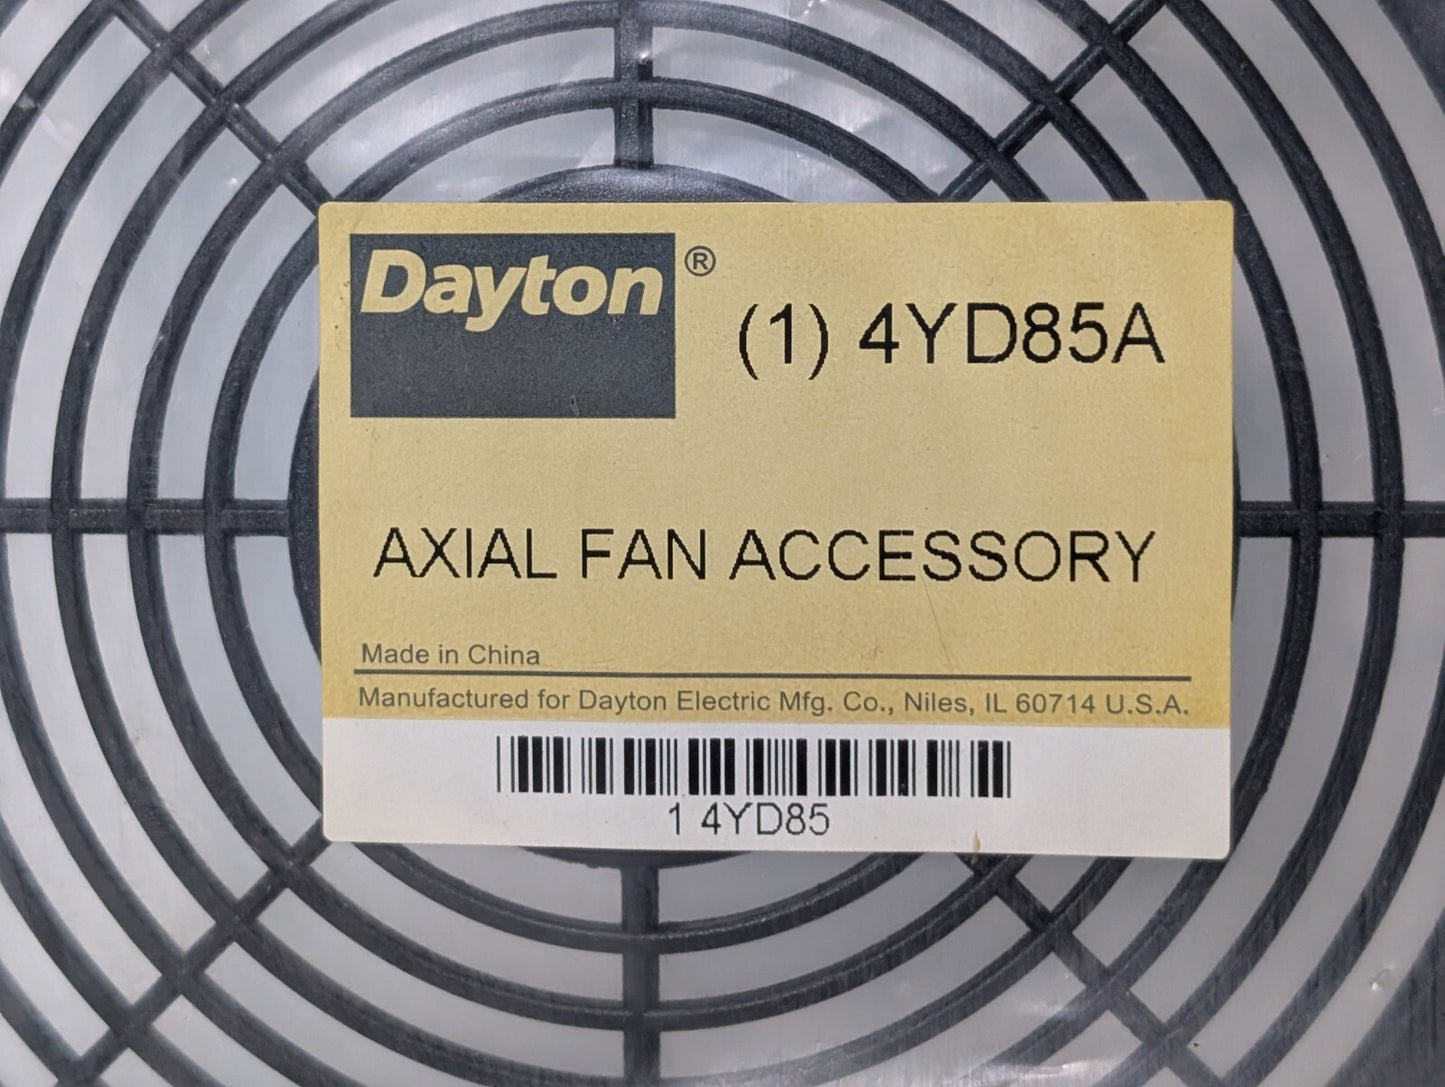 Dayton®
(1) 4YD85A
AXIAL FAN ACCESSORY
Made in China
Manufactured for Dayton Electric Mfg. Co., Niles, IL 60714 U.S.A.
1 4YD85